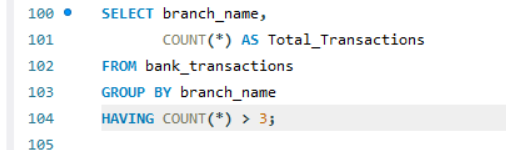 100 SELECT branch_name,
101 COUNT(*) AS Total_Transactions
102 FROM bank_transactions
103 GROUP BY branch_name
104 HAVING COUNT(*) > 3;
105